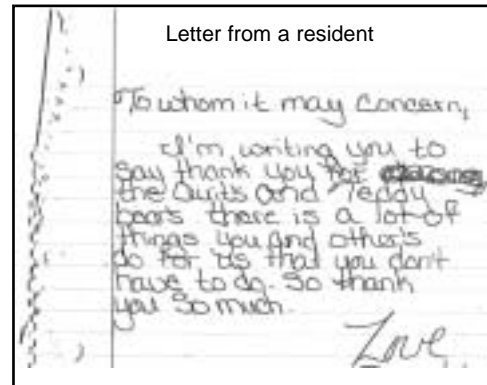 Letter from a resident
To whom it may concern,
I'm writing you to
say thank you for
the Quilts and Teddy
bears there is a lot of
things you and other's
do for us that you don't
have to do. So thank
you so much.
Love,